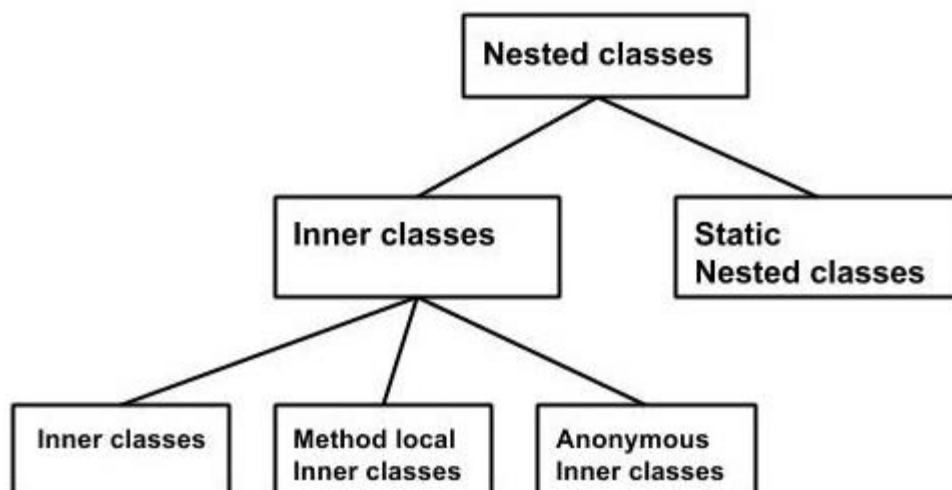 Nested classes
Inner classes
Static
Nested classes
Inner classes
Method local
Inner classes
Anonymous
Inner classes